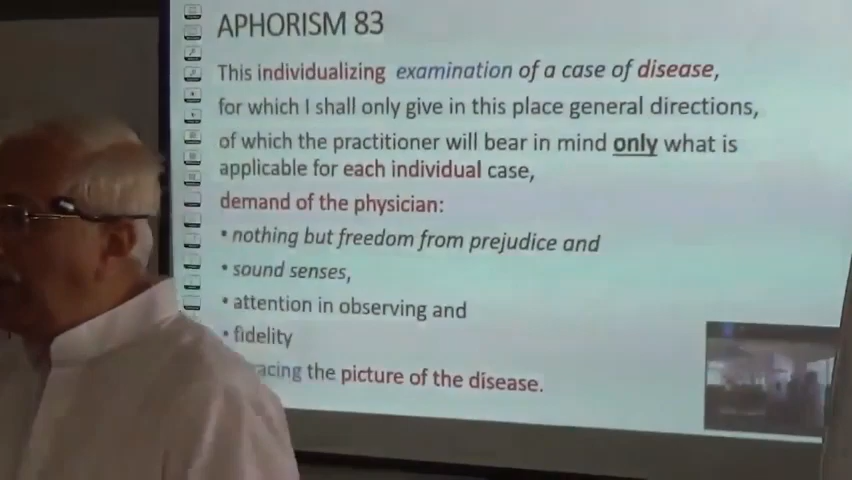 APHORISM 83
This individualizing examination of a case of disease,
for which I shall only give in this place general directions,
of which the practitioner will bear in mind only what is
applicable for each individual case,
demand of the physician:
• nothing but freedom from prejudice and
• sound senses,
• attention in observing and
• fidelity
the picture of the disease.